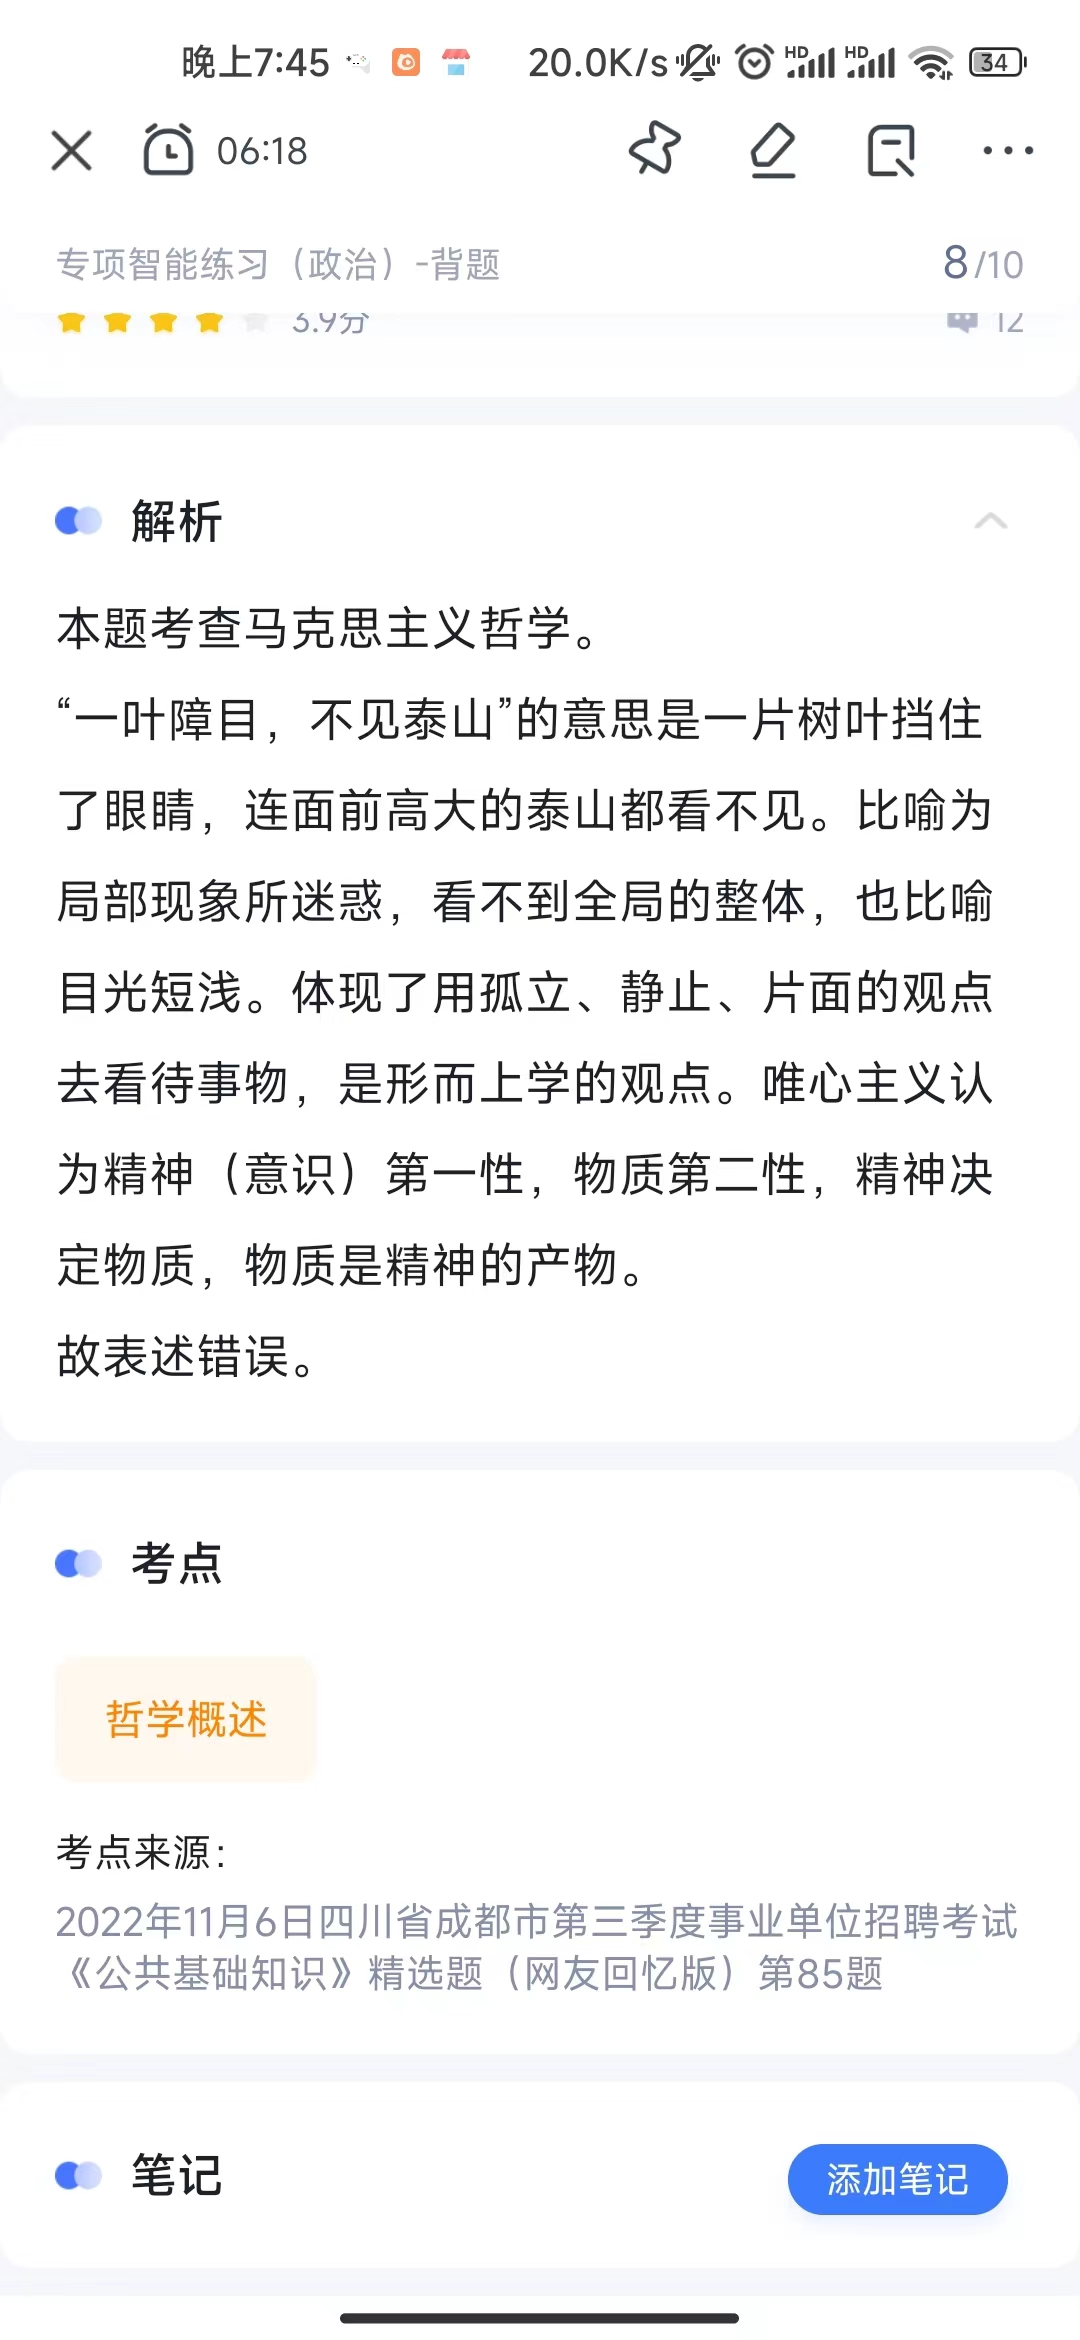 晚上7:45 20.0K/s HD HD 34
06:18
专项智能练习（政治）-背题 8/10
3.9分 12
解析
本题考查马克思主义哲学。
“一叶障目，不见泰山”的意思是一片树叶挡住
了眼睛，连面前高大的泰山都看不见。比喻为
局部现象所迷惑，看不到全局的整体，也比喻
目光短浅。体现了用孤立、静止、片面的观点
去看待事物，是形而上学的观点。唯心主义认
为精神（意识）第一性，物质第二性，精神决
定物质，物质是精神的产物。
故表述错误。
考点
哲学概述
考点来源：
2022年11月6日四川省成都市第三季度事业单位招聘考试
《公共基础知识》精选题（网友回忆版）第85题
笔记
添加笔记